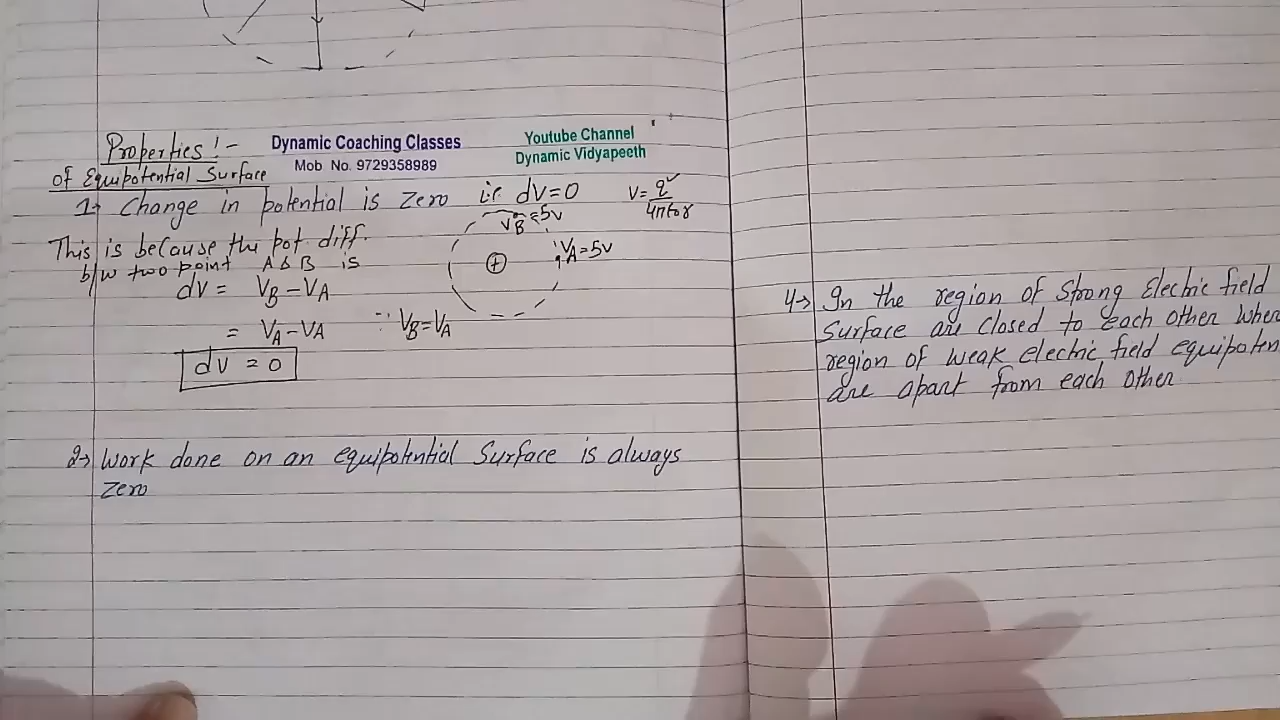 Properties :-
of Equipotential Surface
Dynamic Coaching Classes
Mob No. 9729358989
Youtube Channel
Dynamic Vidyapeeth
1→ Change in potential is Zero i.e dV=0
V= q / 4π∈0r
This is because the pot. diff.
b/w two point A & B is
VB=5V
VA=5V
+
dV = VB-VA
= VA-VA ∵ VB=VA
dV = 0
2→ Work done on an equipotential Surface is always
Zero
4→ In the region of Strong Electric field
Surface are closed to each other Wher
region of weak electric field equipoten
are apart from each other